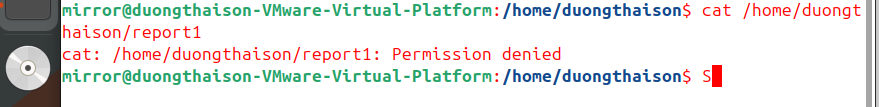 mirror@duongthaison-VMware-Virtual-Platform:/home/duongthaison$ cat /home/duongt
haison/report1
cat: /home/duongthaison/report1: Permission denied
mirror@duongthaison-VMware-Virtual-Platform:/home/duongthaison$ S